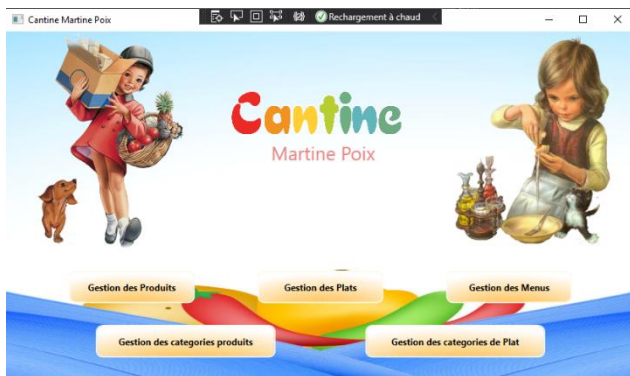 Cantine Martine Poix
Rechargement à chaud
Cantine
Martine Poix
Gestion des Produits
Gestion des Plats
Gestion des Menus
Gestion des categories produits
Gestion des categories de Plat